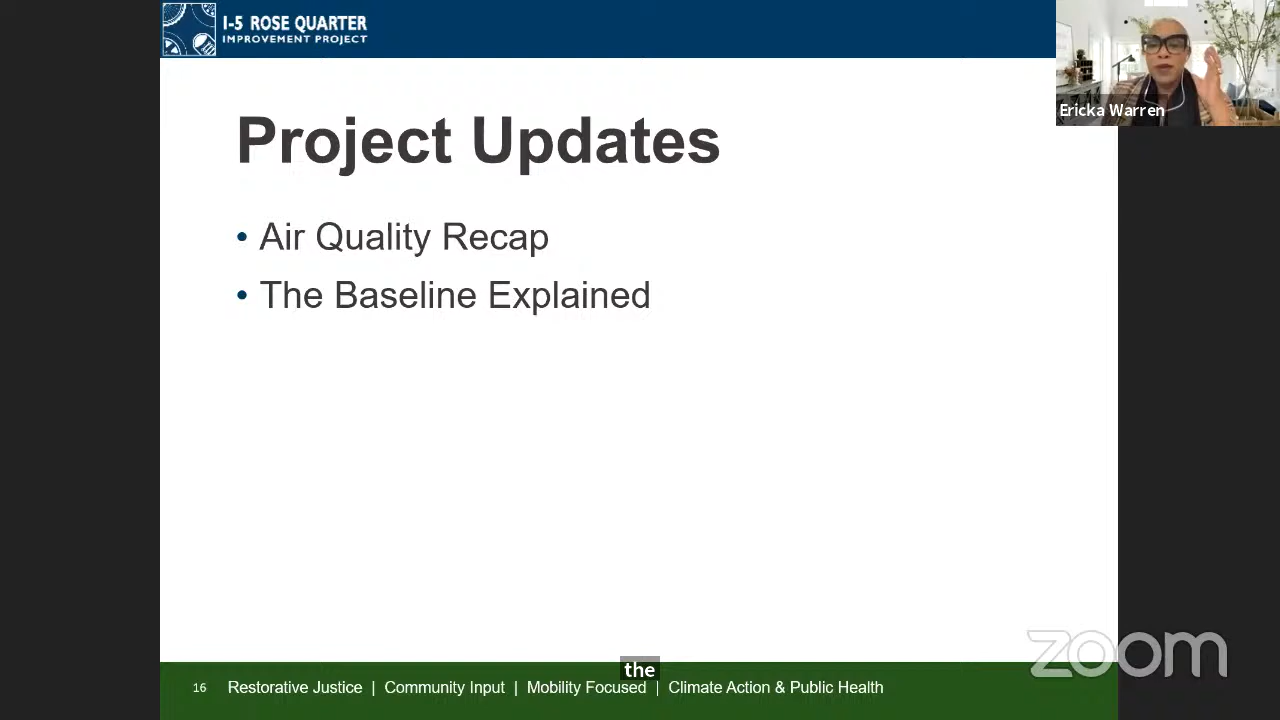 I-5 ROSE QUARTER
IMPROVEMENT PROJECT
Ericka Warren
Project Updates
• Air Quality Recap
• The Baseline Explained
zoom
the
16 Restorative Justice | Community Input | Mobility Focused | Climate Action & Public Health